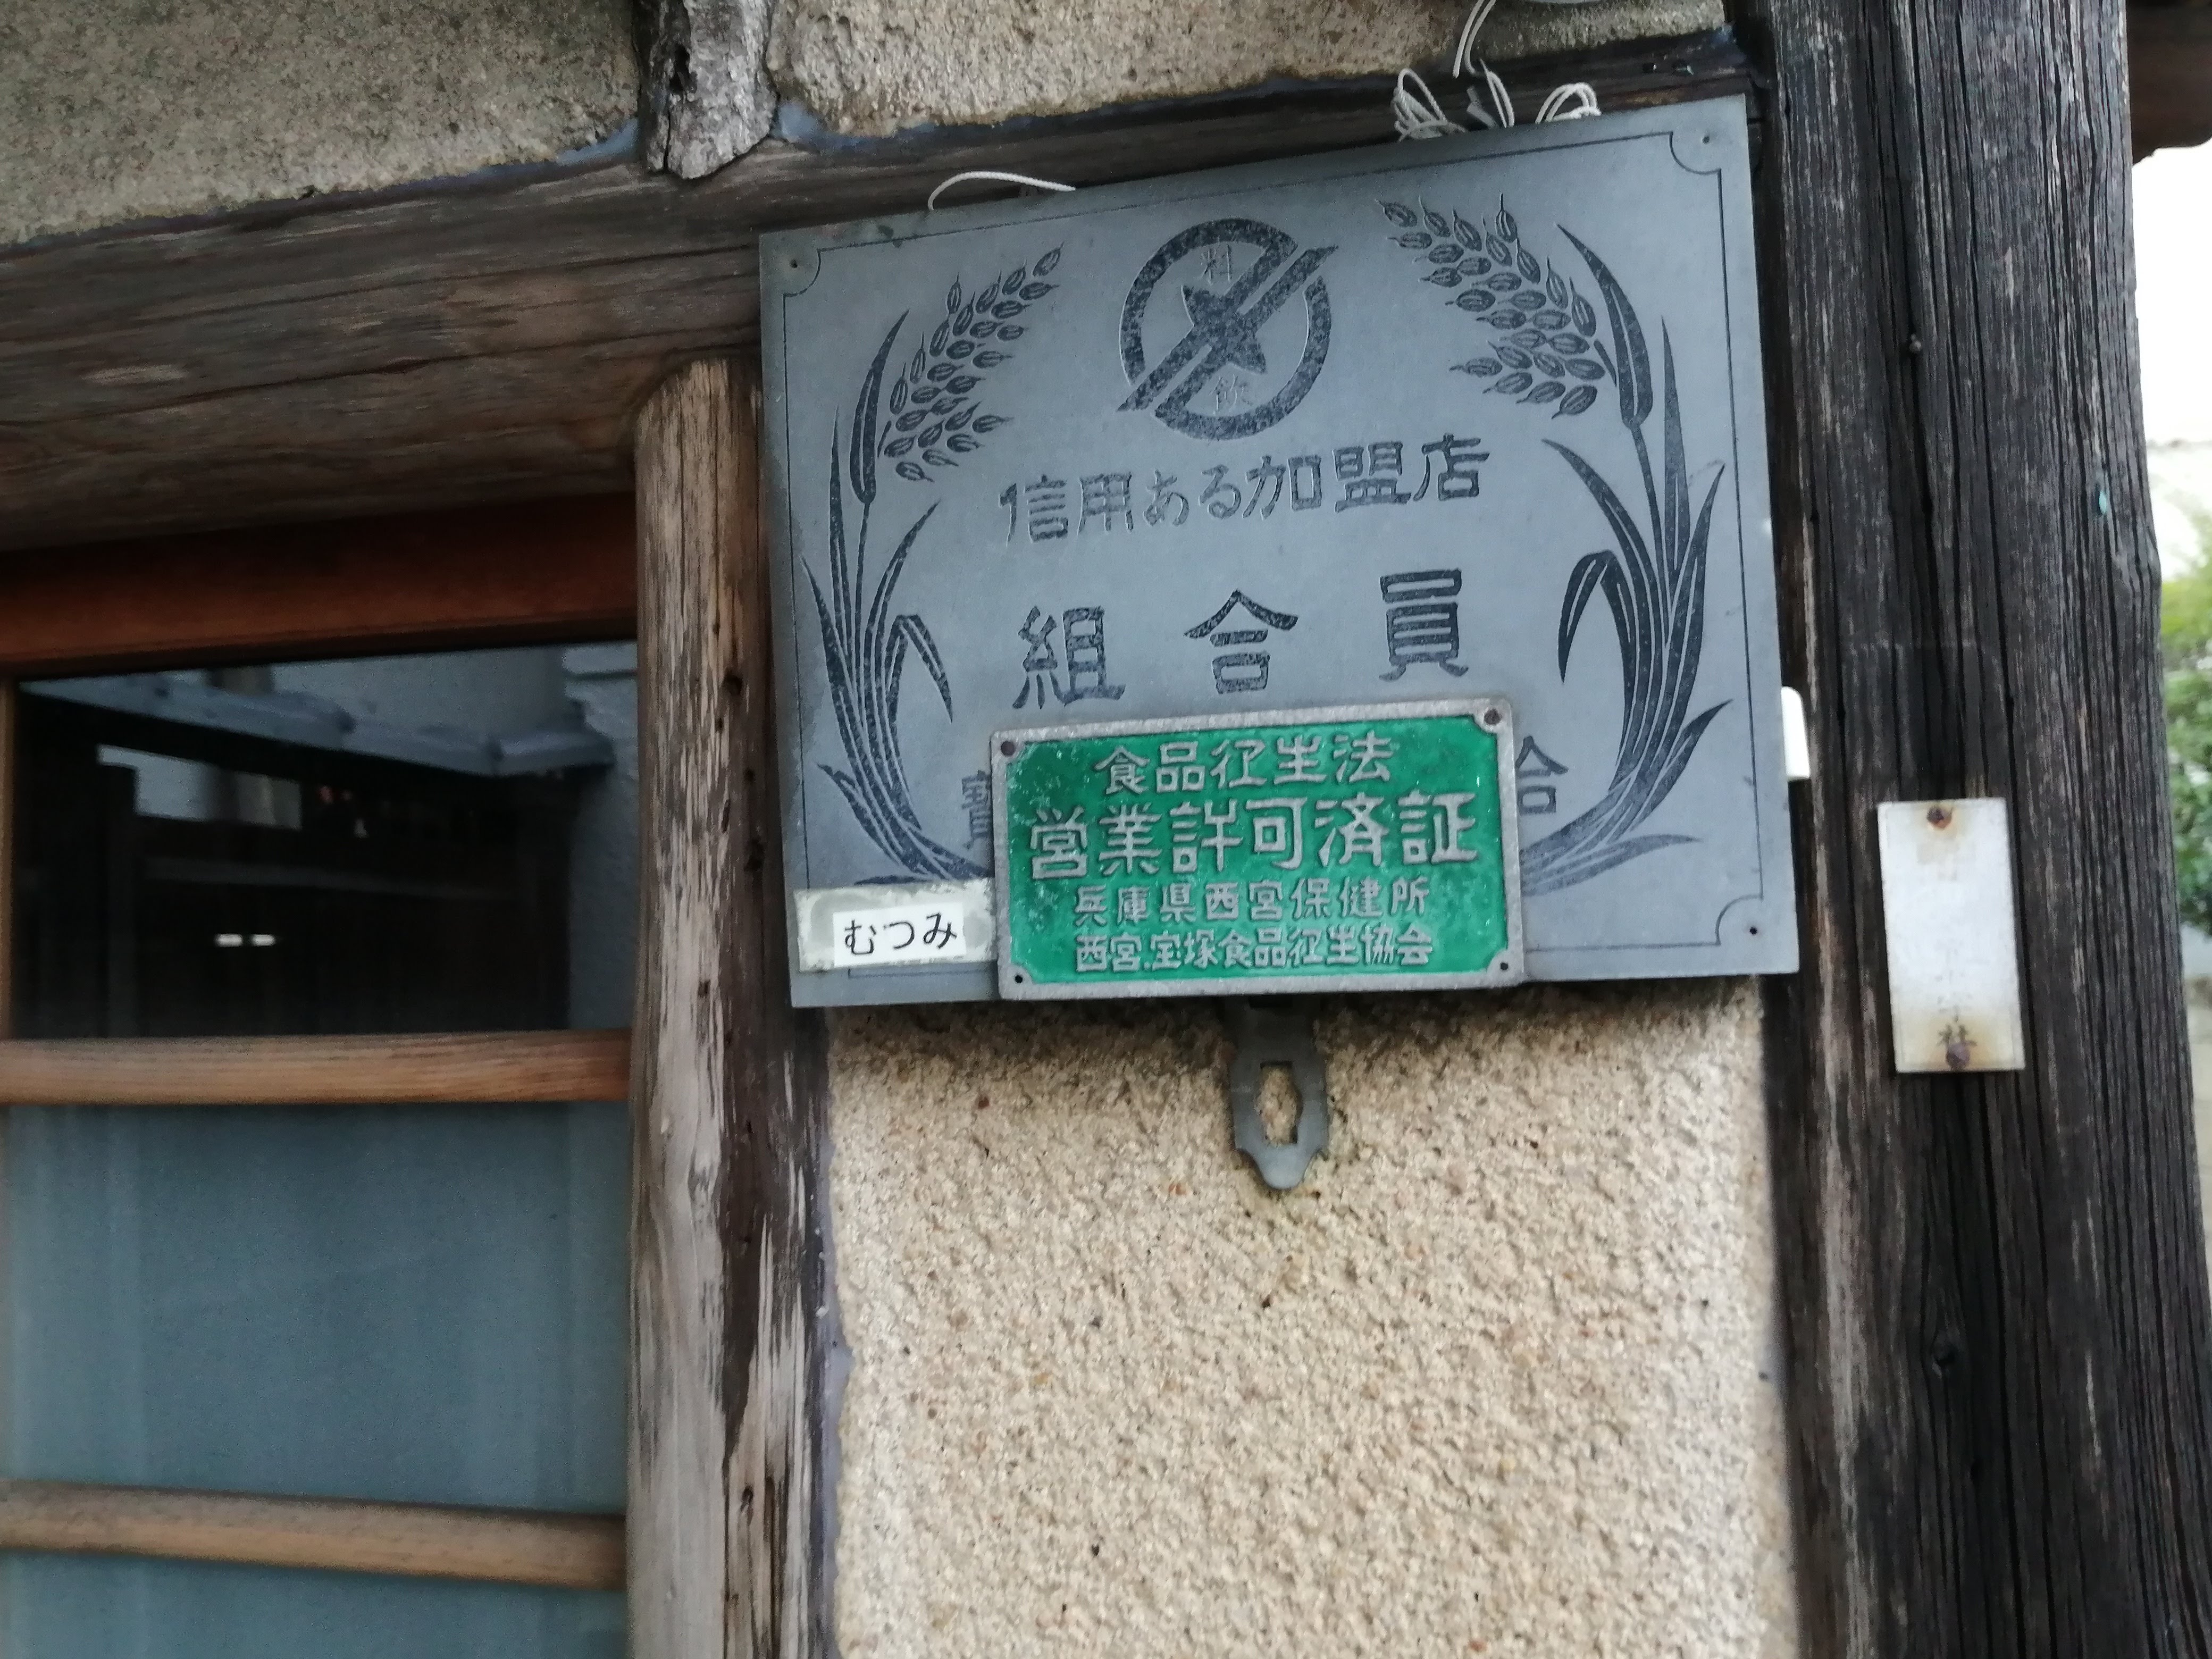 料
飲
信用ある加盟店
組合員
合
食品衛生法
営業許可済証
兵庫県西宮保健所
西宮.宝塚食品衛生協会
むつみ